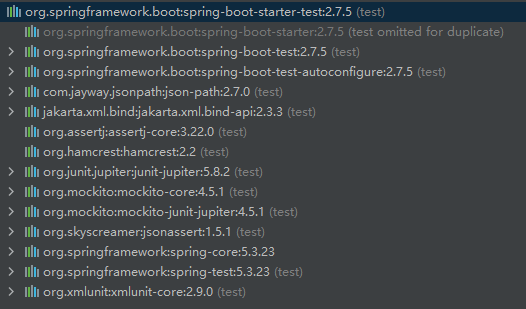 org.springframework.boot:spring-boot-starter-test:2.7.5 (test)
org.springframework.boot:spring-boot-starter:2.7.5 (test omitted for duplicate)
org.springframework.boot:spring-boot-test:2.7.5 (test)
org.springframework.boot:spring-boot-test-autoconfigure:2.7.5 (test)
com.jayway.jsonpath:json-path:2.7.0 (test)
jakarta.xml.bind:jakarta.xml.bind-api:2.3.3 (test)
org.assertj:assertj-core:3.22.0 (test)
org.hamcrest:hamcrest:2.2 (test)
org.junit.jupiter:junit-jupiter:5.8.2 (test)
org.mockito:mockito-core:4.5.1 (test)
org.mockito:mockito-junit-jupiter:4.5.1 (test)
org.skyscreamer:jsonassert:1.5.1 (test)
org.springframework:spring-core:5.3.23
org.springframework:spring-test:5.3.23 (test)
org.xmlunit:xmlunit-core:2.9.0 (test)